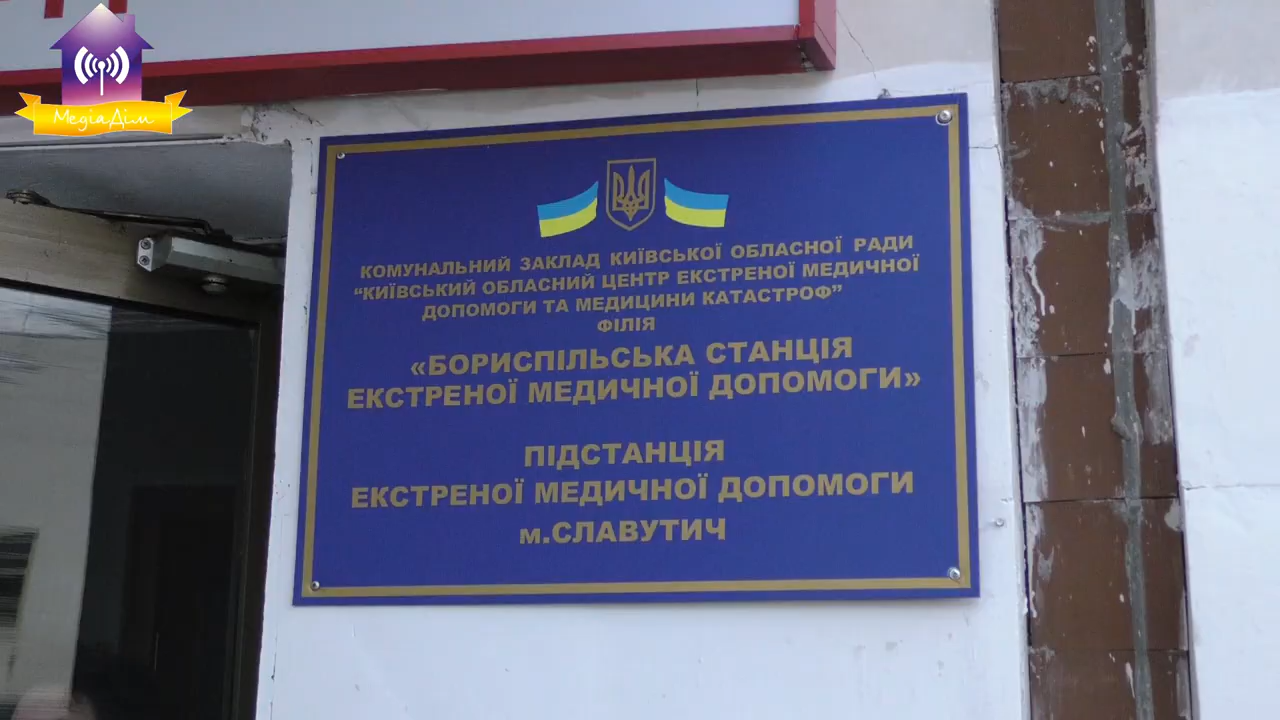 МедіаДім
КОМУНАЛЬНИЙ ЗАКЛАД КИЇВСЬКОЇ ОБЛАСНОЇ РАДИ
“КИЇВСЬКИЙ ОБЛАСНИЙ ЦЕНТР ЕКСТРЕНОЇ МЕДИЧНОЇ
ДОПОМОГИ ТА МЕДИЦИНИ КАТАСТРОФ”
ФІЛІЯ
«БОРИСПІЛЬСЬКА СТАНЦІЯ
ЕКСТРЕНОЇ МЕДИЧНОЇ ДОПОМОГИ»
ПІДСТАНЦІЯ
ЕКСТРЕНОЇ МЕДИЧНОЇ ДОПОМОГИ
м.СЛАВУТИЧ